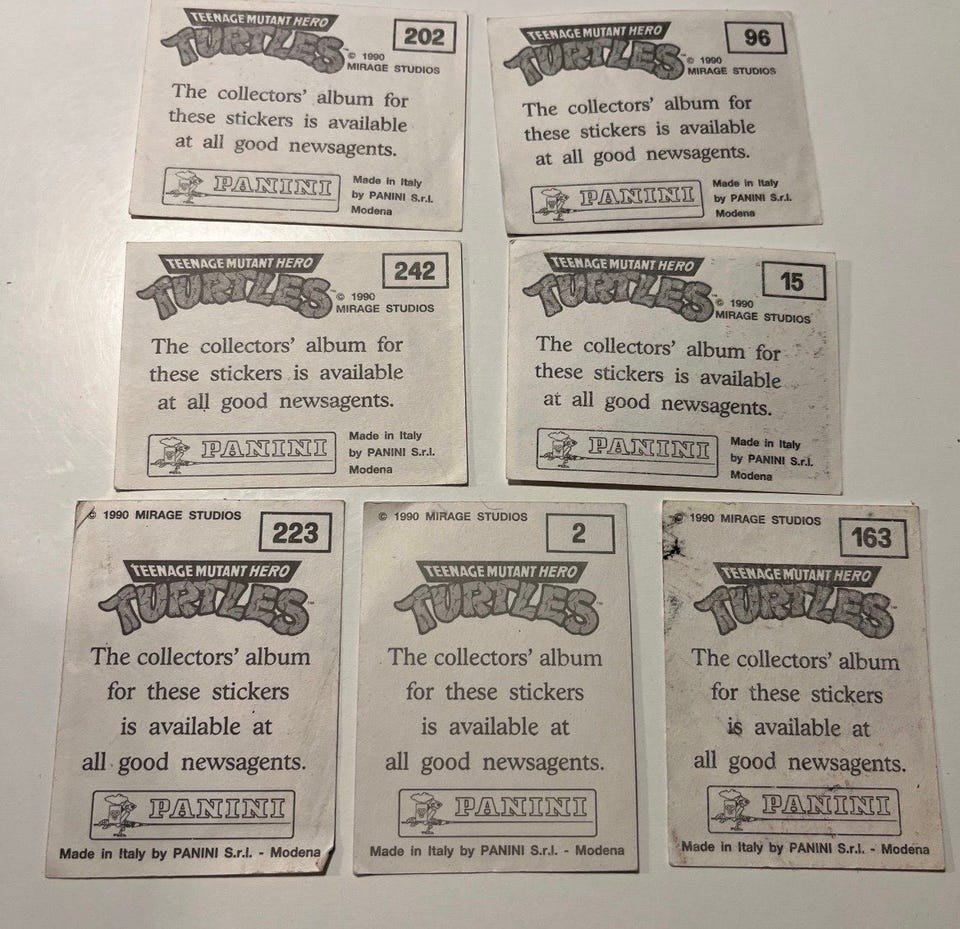 TEENAGE MUTANT HERO
TURTLES™
202
© 1990
MIRAGE STUDIOS
The collectors' album for
these stickers is available
at all good newsagents.
PANINI
Made in Italy
by PANINI S.r.l.
Modena
TEENAGE MUTANT HERO
TURTLES™
96
© 1990
MIRAGE STUDIOS
The collectors' album for
these stickers is available
at all good newsagents.
PANINI
Made in Italy
by PANINI S.r.l.
Modena
TEENAGE MUTANT HERO
TURTLES™
242
© 1990
MIRAGE STUDIOS
The collectors' album for
these stickers is available
at all good newsagents.
PANINI
Made in Italy
by PANINI S.r.l.
Modena
TEENAGE MUTANT HERO
TURTLES™
15
© 1990
MIRAGE STUDIOS
The collectors' album for
these stickers is available
at all good newsagents.
PANINI
Made in Italy
by PANINI S.r.l.
Modena
© 1990 MIRAGE STUDIOS
223
TEENAGE MUTANT HERO
TURTLES™
The collectors' album
for these stickers
is available at
all good newsagents.
PANINI
Made in Italy by PANINI S.r.l. - Modena
© 1990 MIRAGE STUDIOS
2
TEENAGE MUTANT HERO
TURTLES™
The collectors' album
for these stickers
is available at
all good newsagents.
PANINI
Made in Italy by PANINI S.r.l. - Modena
© 1990 MIRAGE STUDIOS
163
TEENAGE MUTANT HERO
TURTLES™
The collectors' album
for these stickers
is available at
all good newsagents.
PANINI
Made in Italy by PANINI S.r.l. - Modena